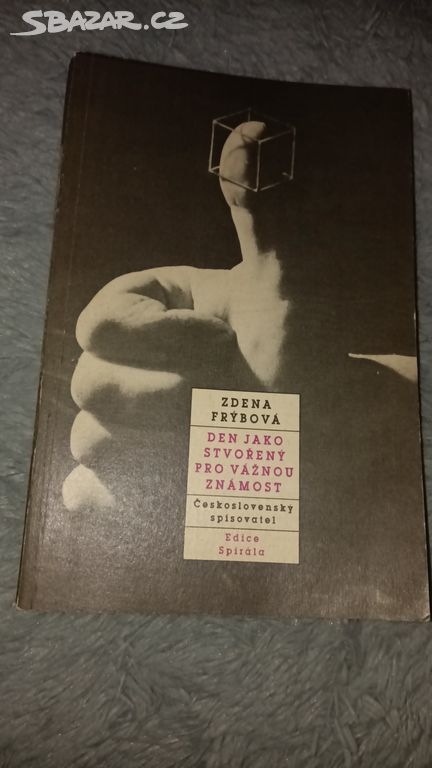 SBAZAR.CZ
ZDENA
FRÝBOVÁ
DEN JAKO
STVOŘENÝ
PRO VÁŽNOU
ZNÁMOST
Československý
spisovatel
Edice
Spirála